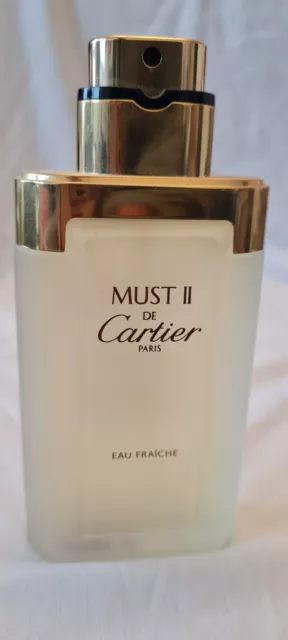 MUST II
DE
Cartier
PARIS
EAU FRAÎCHE